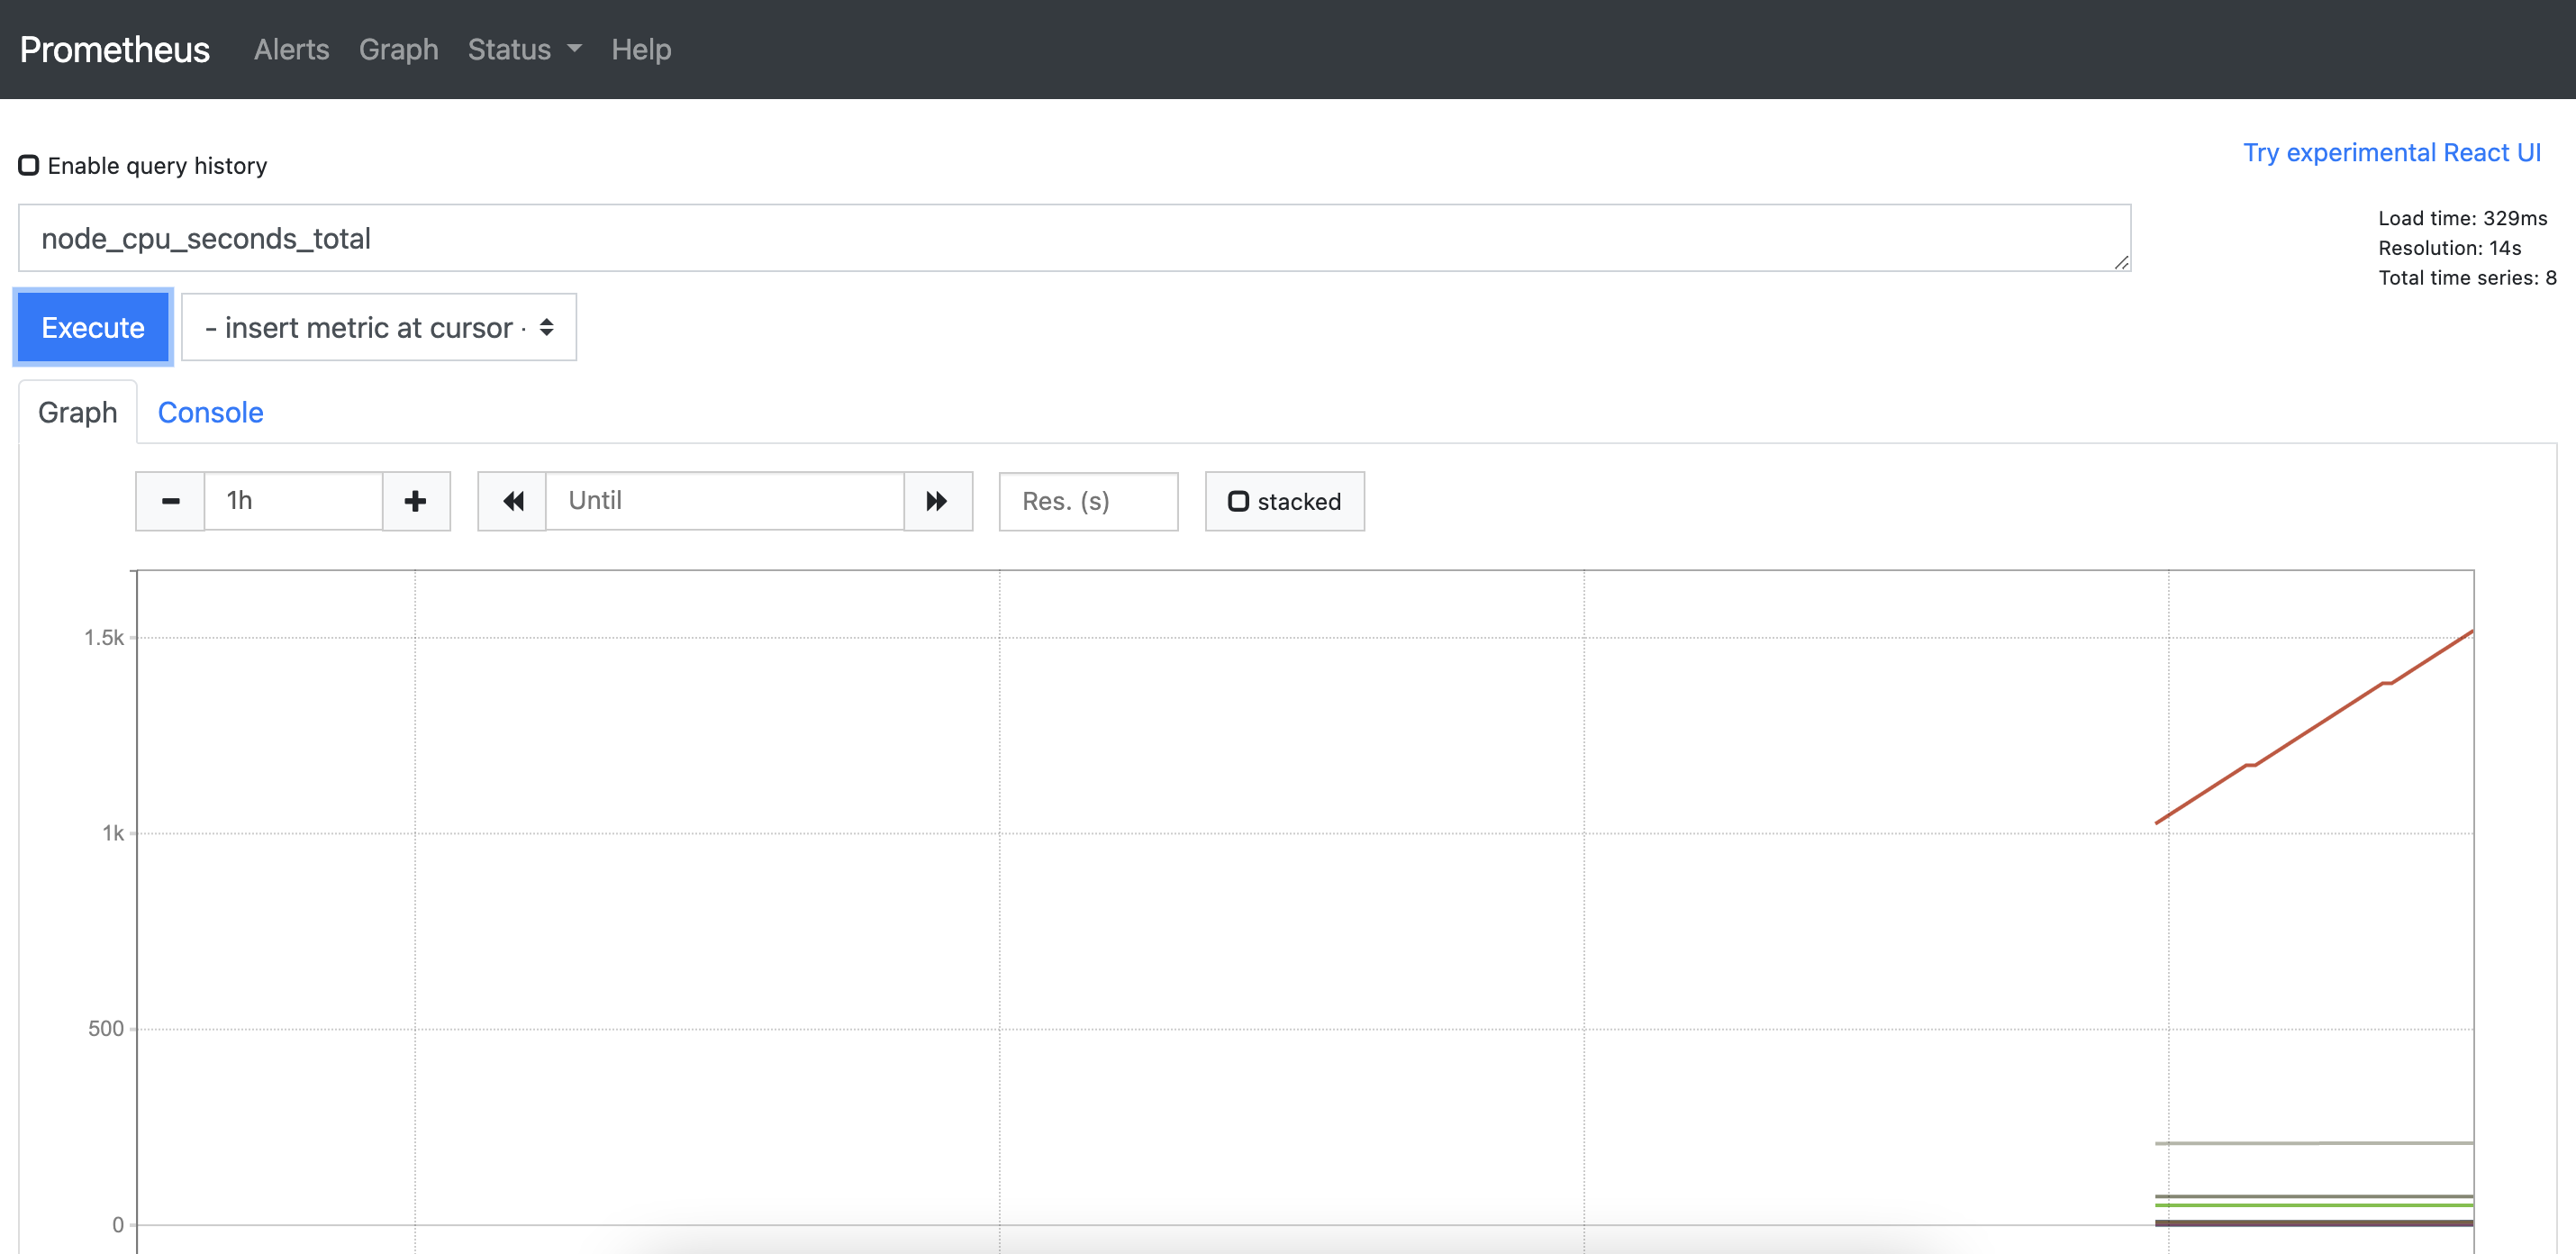 Prometheus Alerts Graph Status Help
Enable query history
Try experimental React UI
node_cpu_seconds_total
Load time: 329ms
Resolution: 14s
Total time series: 8
Execute
- insert metric at cursor -
Graph Console
1h
Until
Res. (s)
stacked
1.5k
1k
500
0